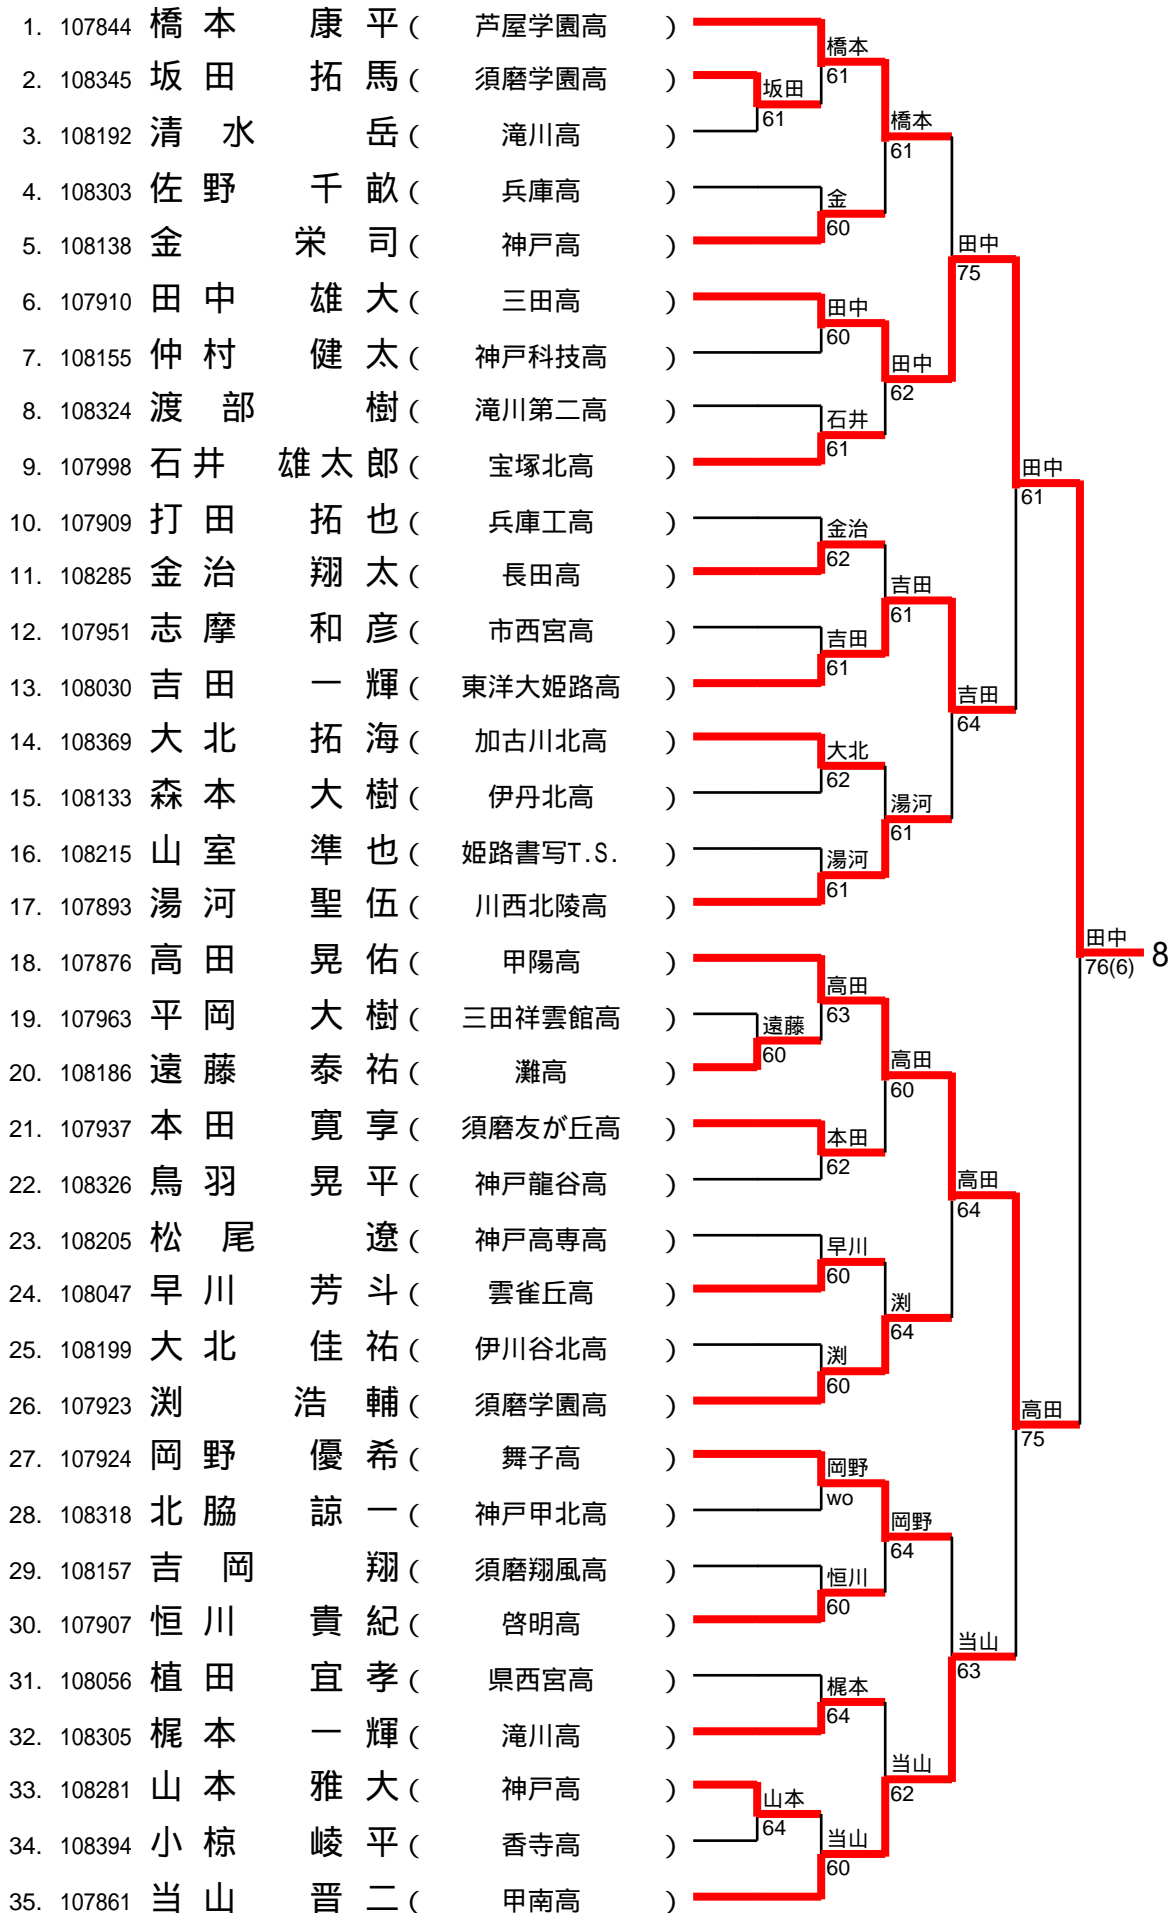 1. 107844 橋本 康平 ( 芦屋学園高 )
橋本
2. 108345 坂田 拓馬 ( 須磨学園高 ) 61
坂田
3. 108192 清水 岳 ( 滝川高 ) 61
橋本
61
4. 108303 佐野 千畝 ( 兵庫高 )
金
5. 108138 金 栄司 ( 神戸高 ) 60
田中
75
6. 107910 田中 雄大 ( 三田高 )
田中
7. 108155 仲村 健太 ( 神戸科技高 ) 60
田中
62
8. 108324 渡部 樹 ( 滝川第二高 )
石井
9. 107998 石井 雄太郎 ( 宝塚北高 ) 61
田中
61
10. 107909 打田 拓也 ( 兵庫工高 )
金治
11. 108285 金治 翔太 ( 長田高 ) 62
吉田
61
12. 107951 志摩 和彦 ( 市西宮高 )
吉田
13. 108030 吉田 一輝 ( 東洋大姫路高 ) 61
吉田
64
14. 108369 大北 拓海 ( 加古川北高 )
大北
15. 108133 森本 大樹 ( 伊丹北高 ) 62
湯河
61
16. 108215 山室 準也 ( 姫路書写T.S. )
湯河
17. 107893 湯河 聖伍 ( 川西北陵高 ) 61
田中
76(6) 8
18. 107876 高田 晃佑 ( 甲陽高 )
高田
19. 107963 平岡 大樹 ( 三田祥雲館高 ) 63
遠藤
20. 108186 遠藤 泰祐 ( 灘高 ) 60
高田
60
21. 107937 本田 寛享 ( 須磨友が丘高 )
本田
22. 108326 鳥羽 晃平 ( 神戸龍谷高 ) 62
高田
64
23. 108205 松尾 遼 ( 神戸高専高 )
早川
24. 108047 早川 芳斗 ( 雲雀丘高 ) 60
渕
64
25. 108199 大北 佳祐 ( 伊川谷北高 )
渕
26. 107923 渕 浩輔 ( 須磨学園高 ) 60
高田
75
27. 107924 岡野 優希 ( 舞子高 )
岡野
28. 108318 北脇 諒一 ( 神戸甲北高 ) wo
岡野
64
29. 108157 吉岡 翔 ( 須磨翔風高 )
恒川
30. 107907 恒川 貴紀 ( 啓明高 ) 60
当山
63
31. 108056 植田 宜孝 ( 県西宮高 )
梶本
32. 108305 梶本 一輝 ( 滝川高 ) 64
当山
62
33. 108281 山本 雅大 ( 神戸高 )
山本
34. 108394 小椋 崚平 ( 香寺高 ) 64
当山
35. 107861 当山 晋二 ( 甲南高 ) 60